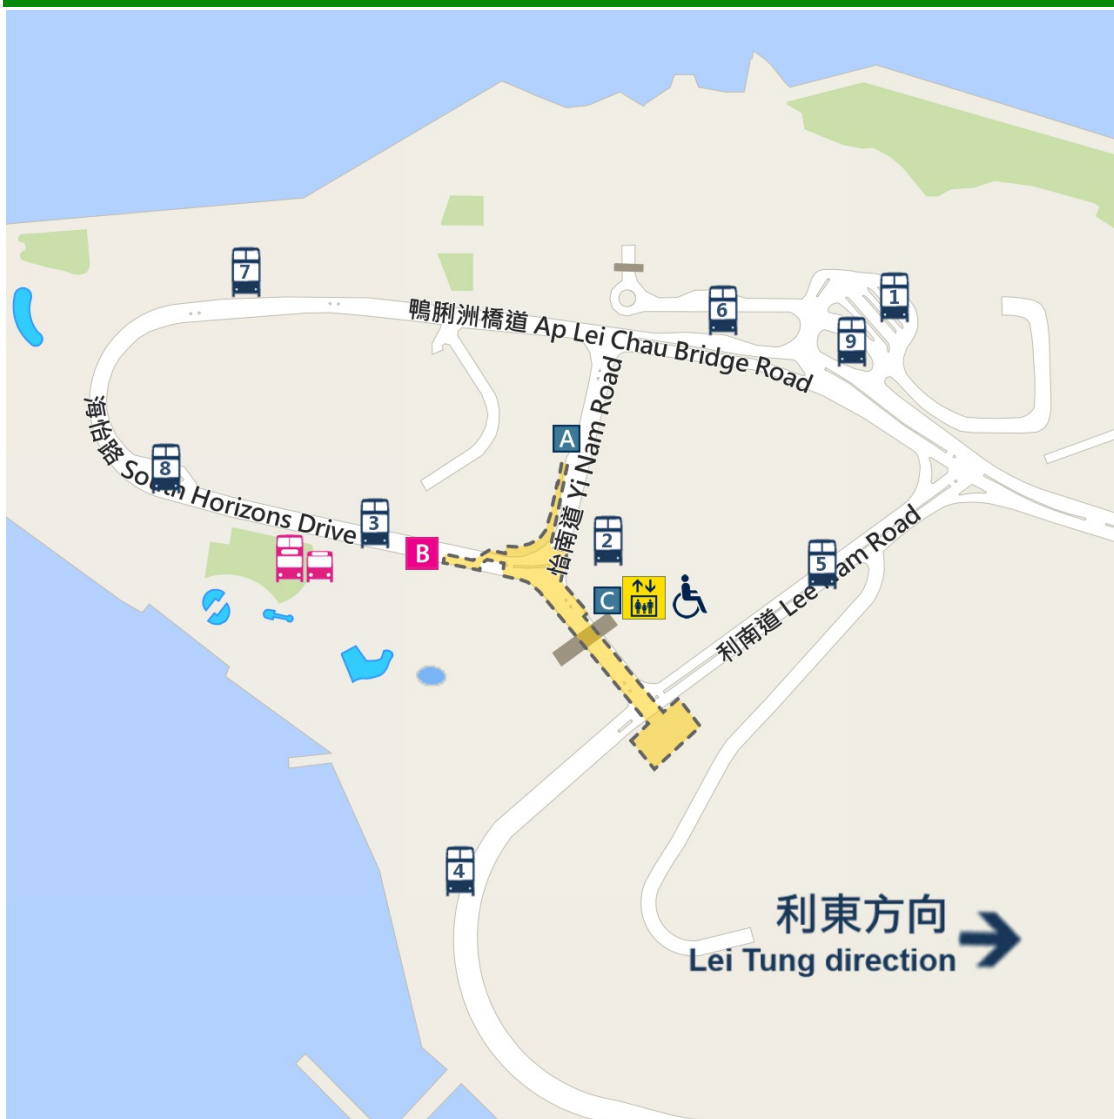 7
1
6
9
鴨脷洲橋道 Ap Lei Chau Bridge Road
海怡路 South Horizons Drive
怡南道 Yi Nam Road
A
8
3
B
2
5
C
利南道 Lee Nam Road
4
利東方向
Lei Tung direction